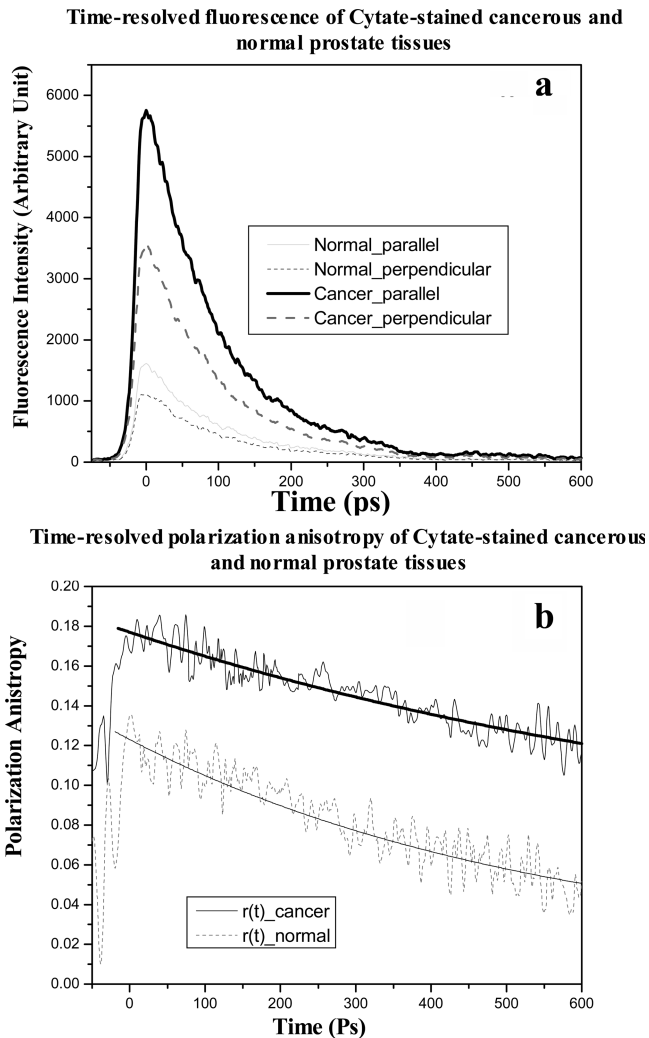 Time-resolved fluorescence of Cytate-stained cancerous and
normal prostate tissues
a
Fluorescence Intensity (Arbitrary Unit)
6000
5000
4000
3000
2000
1000
0
Normal_parallel
Normal_perpendicular
Cancer_parallel
Cancer_perpendicular
0 100 200 300 400 500 600
Time (ps)
Time-resolved polarization anisotropy of Cytate-stained cancerous
and normal prostate tissues
b
Polarization Anistropy
0.20
0.18
0.16
0.14
0.12
0.10
0.08
0.06
0.04
0.02
0.00
r(t)_cancer
r(t)_normal
0 100 200 300 400 500 600
Time (Ps)